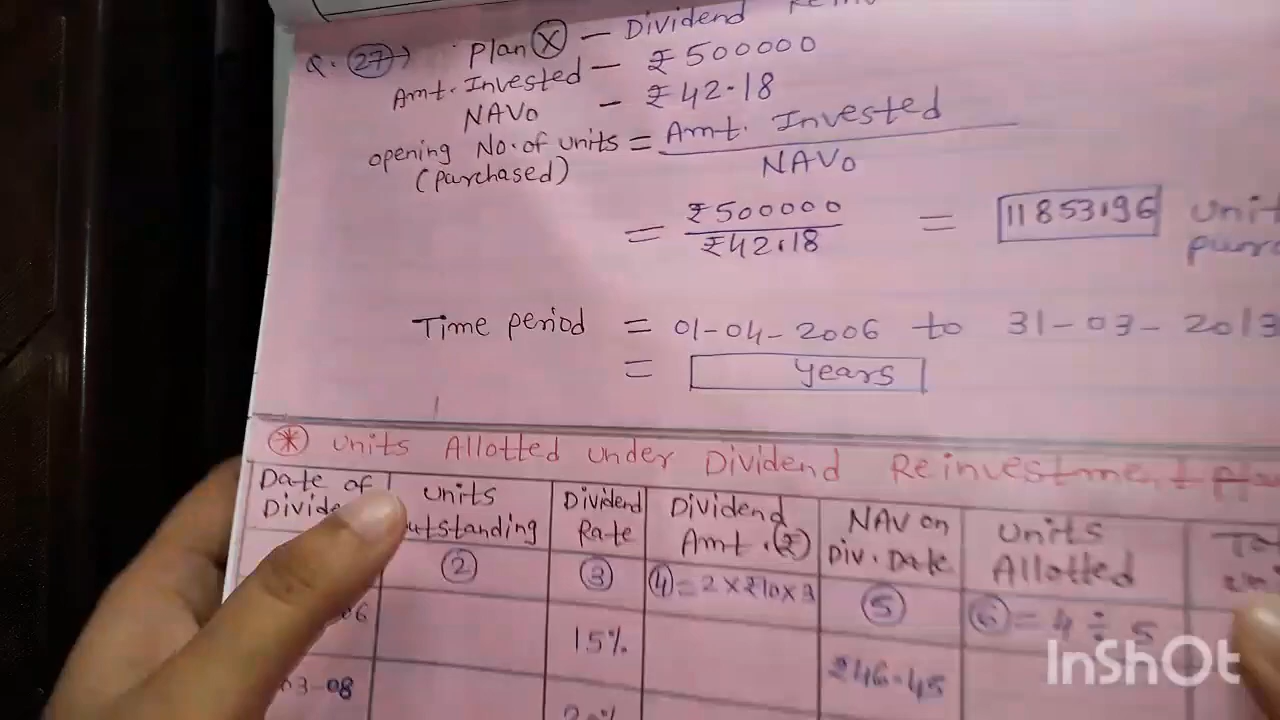 Q. 27 → Plan X — Dividend
Amt. Invested — ₹500000
NAV0 — ₹42.18
opening No. of units = Amt. Invested
(purchased) NAV0
= ₹500000 = 11853.196
₹42.18
Time period = 01-04-2006 to 31-03-2013
= years
* Units Allotted under Dividend Reinvestment
Date of Units Dividend Dividend NAV on Units
outstanding Rate Amt. (₹) Div. Date Allotted
② ③ ④ = 2 × ₹10 × 3 ⑤ ⑥ = 4 ÷ 5
15% ₹46.45
03-08
InShOt